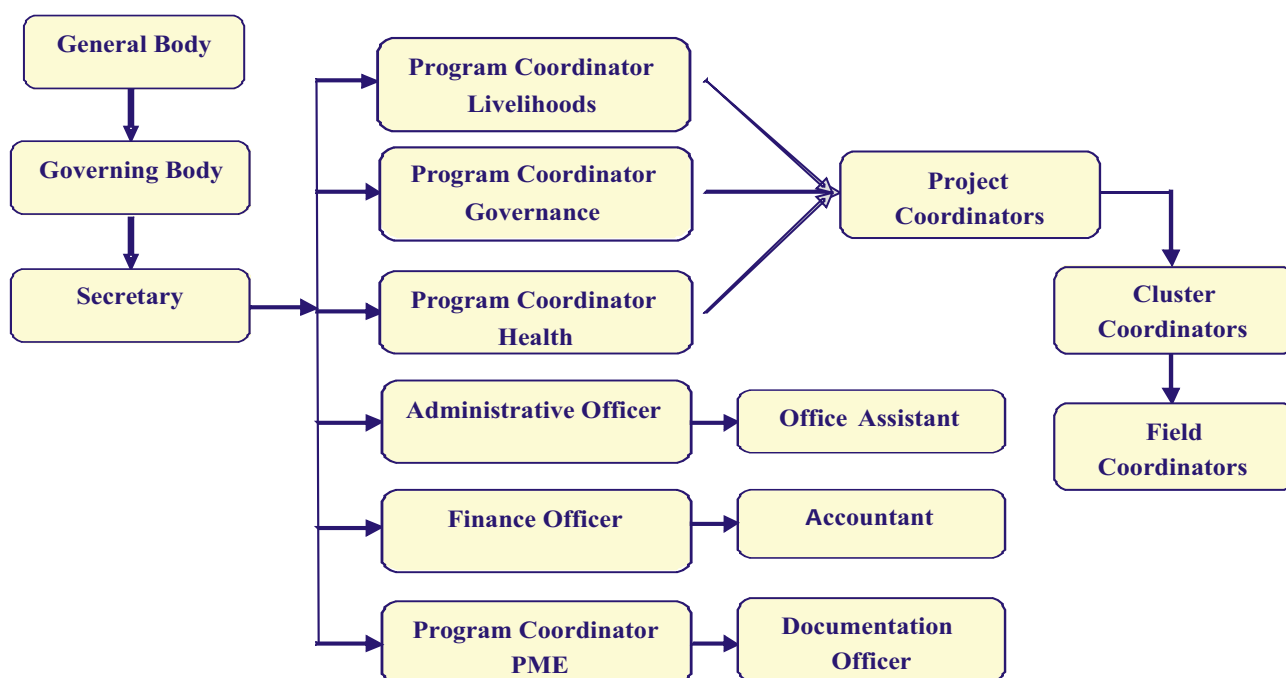 General Body
Governing Body
Secretary
Program Coordinator
Livelihoods
Program Coordinator
Governance
Program Coordinator
Health
Administrative Officer
Finance Officer
Program Coordinator
PME
Project
Coordinators
Office Assistant
Accountant
Documentation
Officer
Cluster
Coordinators
Field
Coordinators